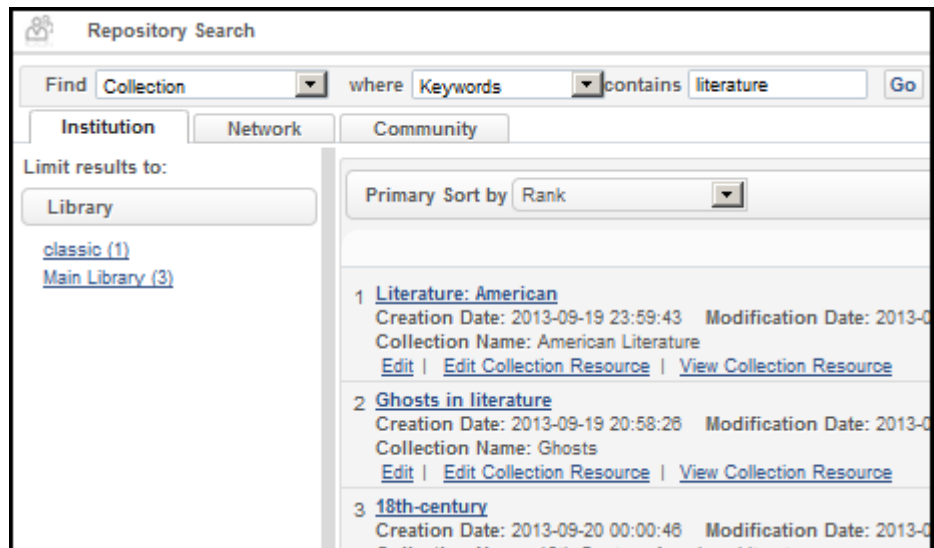 Repository Search
Find Collection where Keywords contains literature Go
Institution Network Community
Limit results to:
Library
classic (1)
Main Library (3)
Primary Sort by Rank
1 Literature: American
Creation Date: 2013-09-19 23:59:43 Modification Date: 2013-0
Collection Name: American Literature
Edit | Edit Collection Resource | View Collection Resource
2 Ghosts in literature
Creation Date: 2013-09-19 20:58:26 Modification Date: 2013-0
Collection Name: Ghosts
Edit | Edit Collection Resource | View Collection Resource
3 18th-century
Creation Date: 2013-09-20 00:00:46 Modification Date: 2013-0